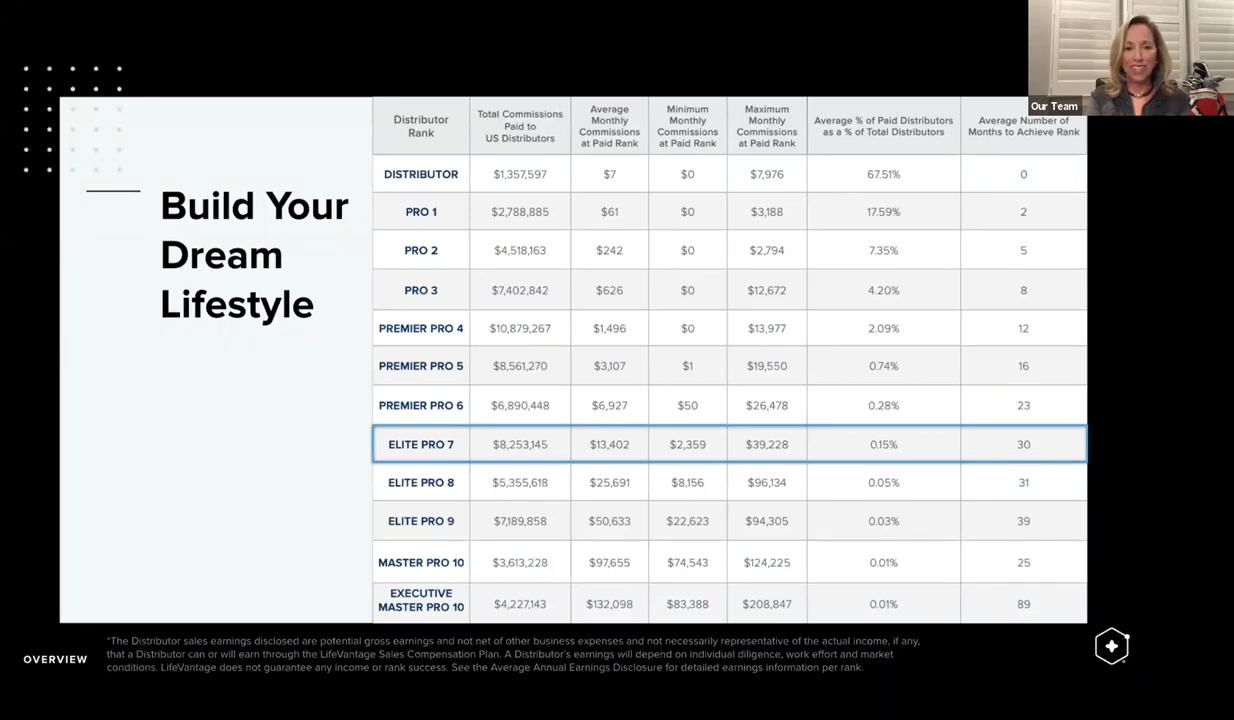 Our Team
Build Your
Dream
Lifestyle
Distributor Rank | Total Commissions Paid to US Distributors | Average Monthly Commissions at Paid Rank | Minimum Monthly Commissions at Paid Rank | Maximum Monthly Commissions at Paid Rank | Average % of Paid Distributors as a % of Total Distributors | Average Number of Months to Achieve Rank
DISTRIBUTOR $1,357,597 $7 $0 $7,976 67.51% 0
PRO 1 $2,788,885 $61 $0 $3,188 17.59% 2
PRO 2 $4,518,163 $242 $0 $2,794 7.35% 5
PRO 3 $7,402,842 $626 $0 $12,672 4.20% 8
PREMIER PRO 4 $10,879,267 $1,496 $0 $13,977 2.09% 12
PREMIER PRO 5 $8,561,270 $3,107 $1 $19,550 0.74% 16
PREMIER PRO 6 $6,890,448 $6,927 $50 $26,478 0.28% 23
ELITE PRO 7 $8,253,145 $13,402 $2,359 $39,228 0.15% 30
ELITE PRO 8 $5,355,618 $25,691 $8,156 $96,134 0.05% 31
ELITE PRO 9 $7,189,858 $50,633 $22,623 $94,305 0.03% 39
MASTER PRO 10 $3,613,228 $97,655 $74,543 $124,225 0.01% 25
EXECUTIVE
MASTER PRO 10 $4,227,143 $132,098 $83,388 $208,847 0.01% 89
OVERVIEW
*The Distributor sales earnings disclosed are potential gross earnings and not net of other business expenses and not necessarily representative of the actual income, if any,
that a Distributor can or will earn through the LifeVantage Sales Compensation Plan. A Distributor's earnings will depend on individual diligence, work effort and market
conditions. LifeVantage does not guarantee any income or rank success. See the Average Annual Earnings Disclosure for detailed earnings information per rank.